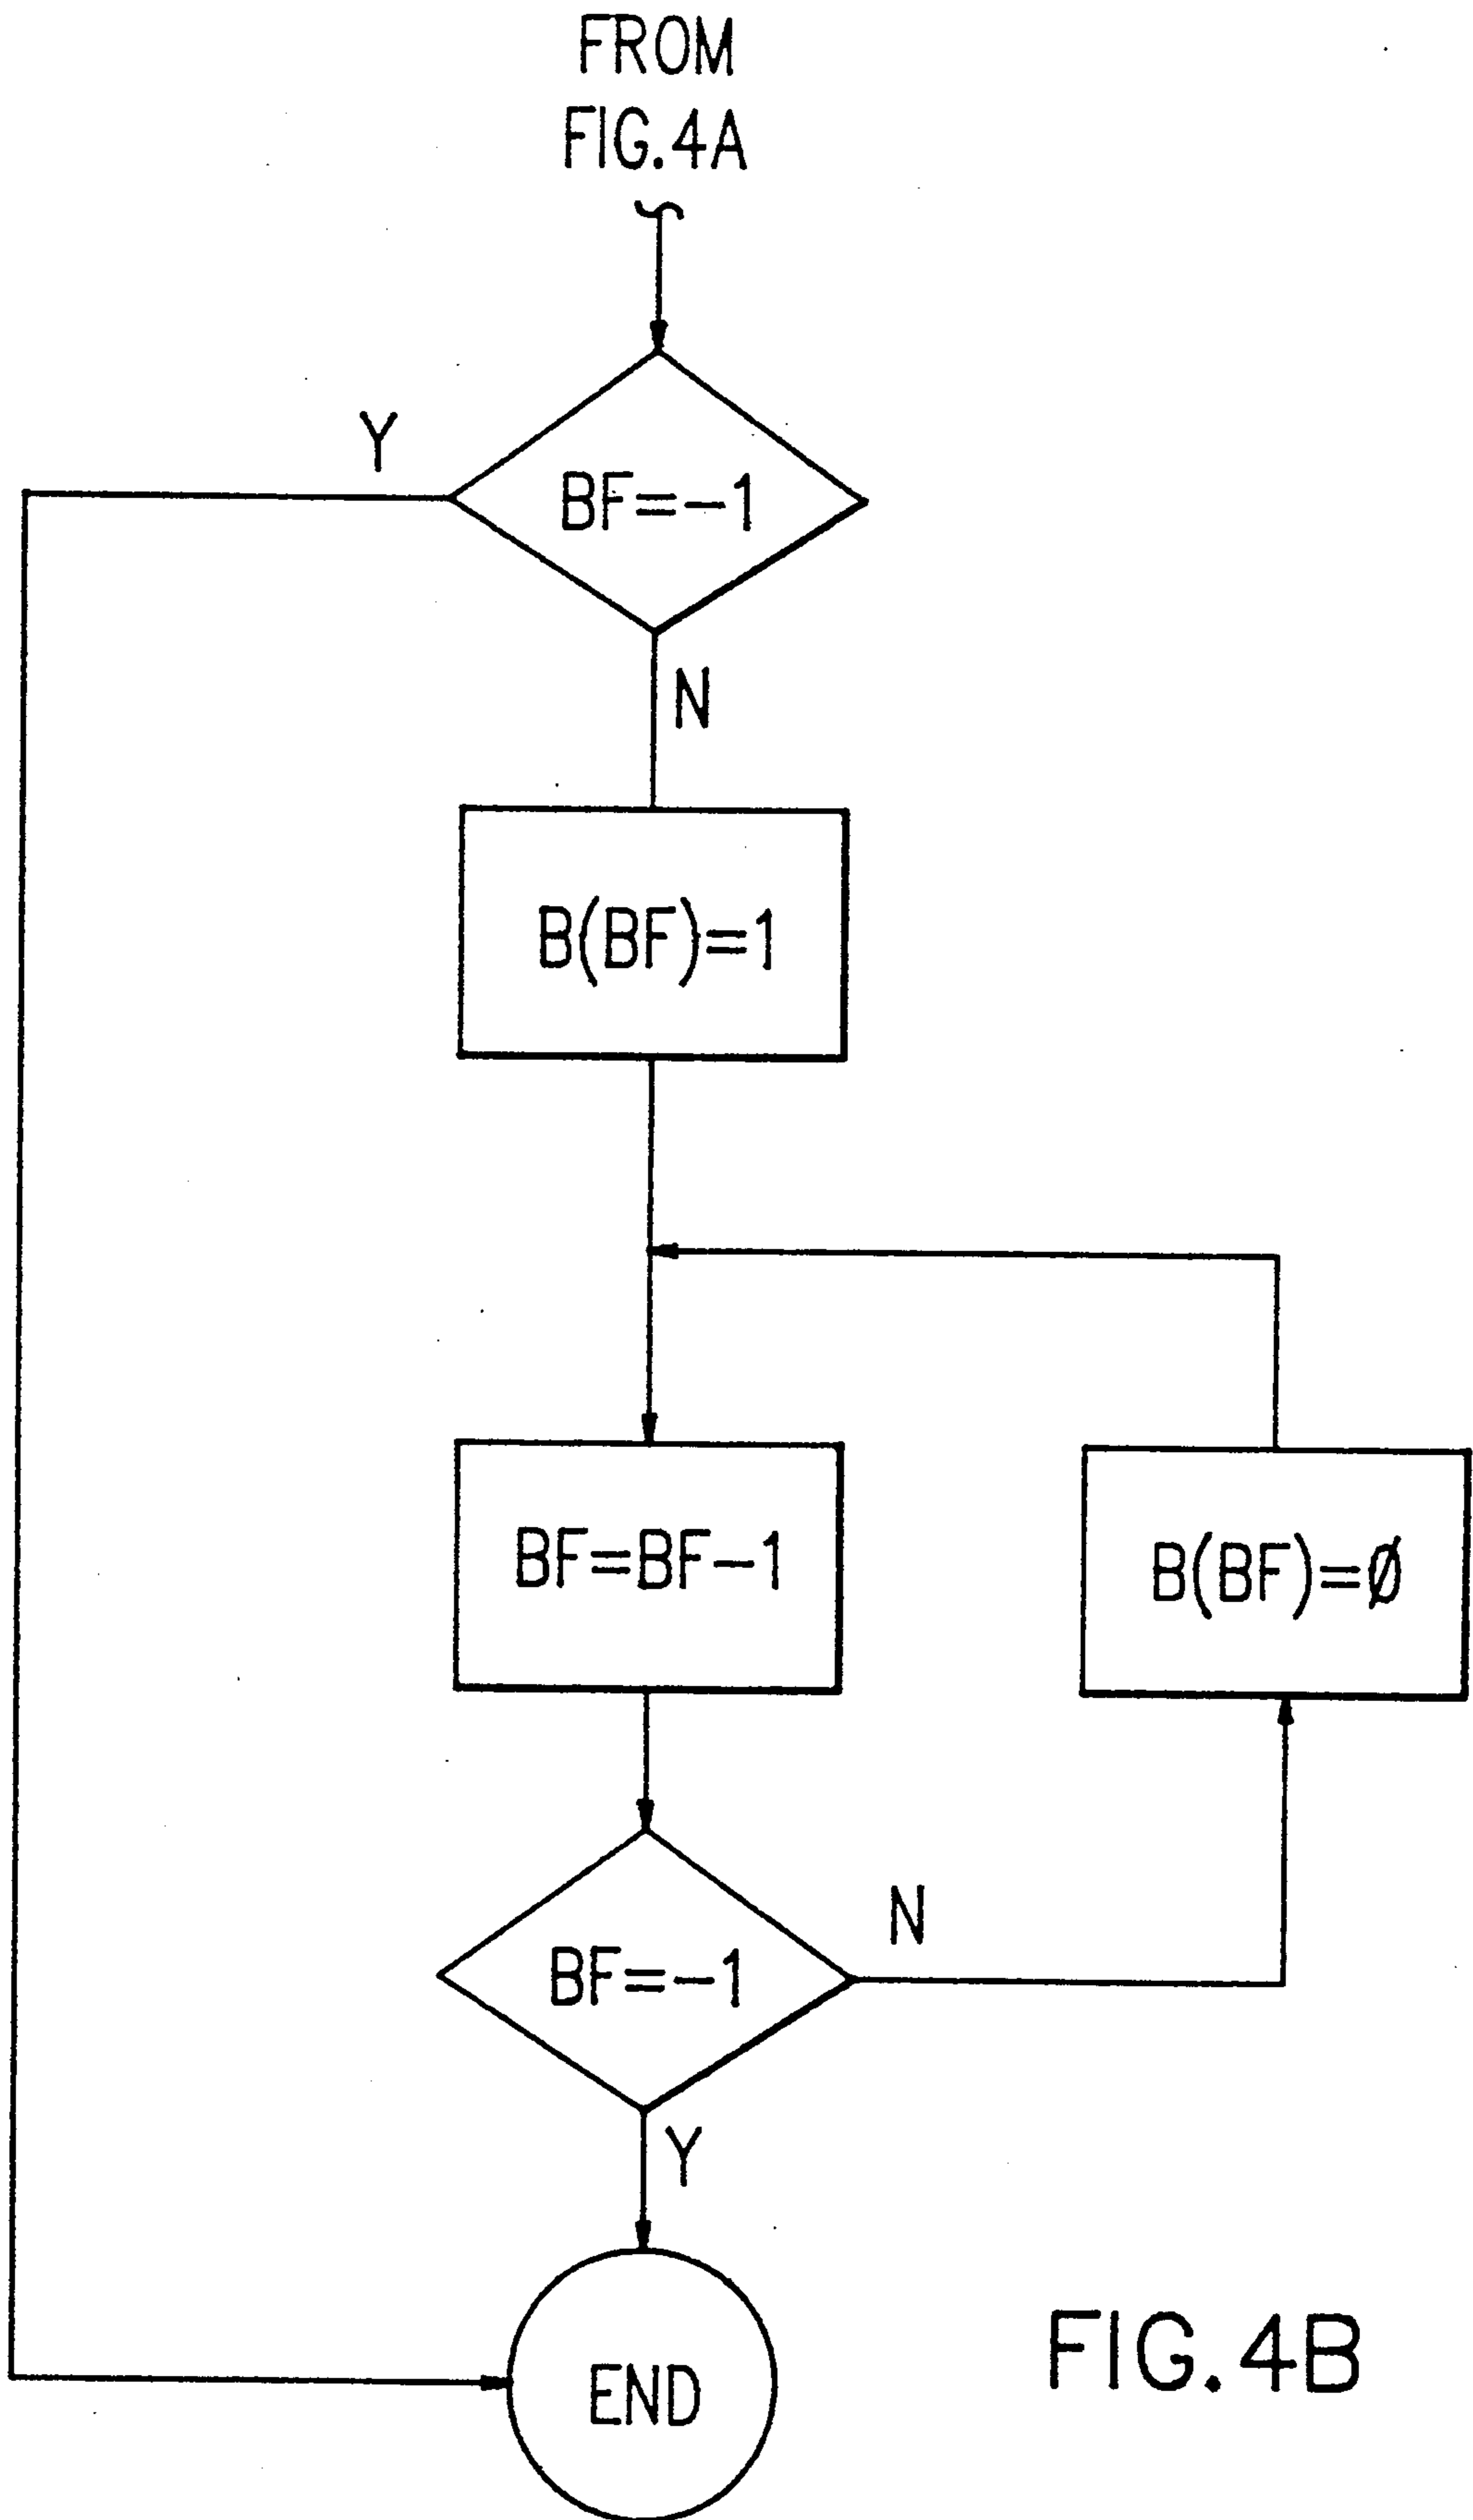 FROM
FIG.4A
Y
BF=-1
N
B(BF)=1
BF=BF-1
B(BF)=Ø
BF=-1
N
Y
END
FIG.4B